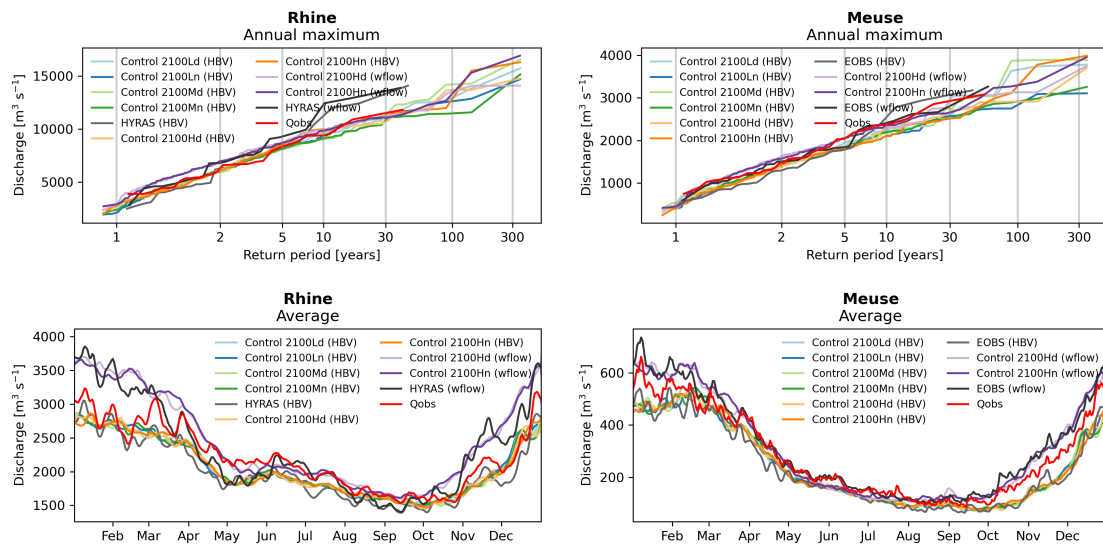 Rhine
Annual maximum
Discharge [m³ s⁻¹]
15000
10000
5000
Control 2100Ld (HBV)
Control 2100Ln (HBV)
Control 2100Md (HBV)
Control 2100Mn (HBV)
HYRAS (HBV)
Control 2100Hd (HBV)
Control 2100Hn (HBV)
Control 2100Hd (wflow)
Control 2100Hn (wflow)
HYRAS (wflow)
Qobs
1 2 5 10 30 100 300
Return period [years]
Meuse
Annual maximum
Discharge [m³ s⁻¹]
4000
3000
2000
1000
Control 2100Ld (HBV)
Control 2100Ln (HBV)
Control 2100Md (HBV)
Control 2100Mn (HBV)
Control 2100Hd (HBV)
Control 2100Hn (HBV)
EOBS (HBV)
Control 2100Hd (wflow)
Control 2100Hn (wflow)
EOBS (wflow)
Qobs
1 2 5 10 30 100 300
Return period [years]
Rhine
Average
Discharge [m³ s⁻¹]
4000
3500
3000
2500
2000
1500
Control 2100Ld (HBV)
Control 2100Ln (HBV)
Control 2100Md (HBV)
Control 2100Mn (HBV)
HYRAS (HBV)
Control 2100Hd (HBV)
Control 2100Hn (HBV)
Control 2100Hd (wflow)
Control 2100Hn (wflow)
HYRAS (wflow)
Qobs
Feb Mar Apr May Jun Jul Aug Sep Oct Nov Dec
Meuse
Average
Discharge [m³ s⁻¹]
600
400
200
Control 2100Ld (HBV)
Control 2100Ln (HBV)
Control 2100Md (HBV)
Control 2100Mn (HBV)
Control 2100Hd (HBV)
Control 2100Hn (HBV)
EOBS (HBV)
Control 2100Hd (wflow)
Control 2100Hn (wflow)
EOBS (wflow)
Qobs
Feb Mar Apr May Jun Jul Aug Sep Oct Nov Dec